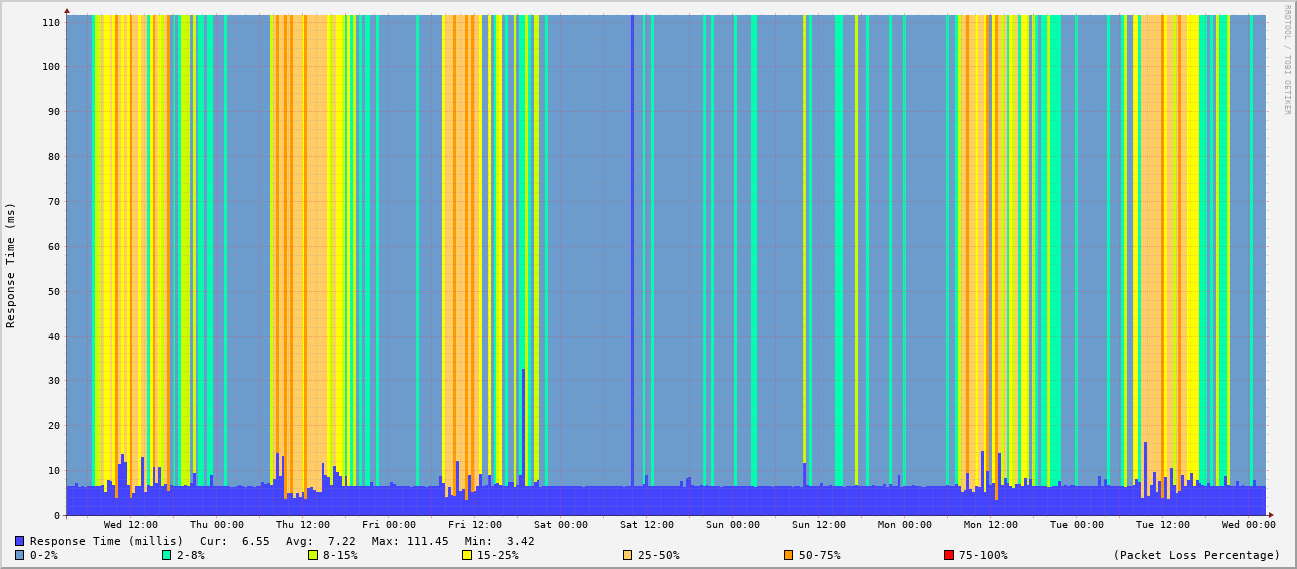 110
100
90
80
70
60
50
40
30
20
10
0
Response Time (ms)
RRDTOOL / TOBI OETIKER
Wed 12:00 Thu 00:00 Thu 12:00 Fri 00:00 Fri 12:00 Sat 00:00 Sat 12:00 Sun 00:00 Sun 12:00 Mon 00:00 Mon 12:00 Tue 00:00 Tue 12:00 Wed 00:00
Response Time (millis) Cur: 6.55 Avg: 7.22 Max: 111.45 Min: 3.42
0-2% 2-8% 8-15% 15-25% 25-50% 50-75% 75-100% (Packet Loss Percentage)